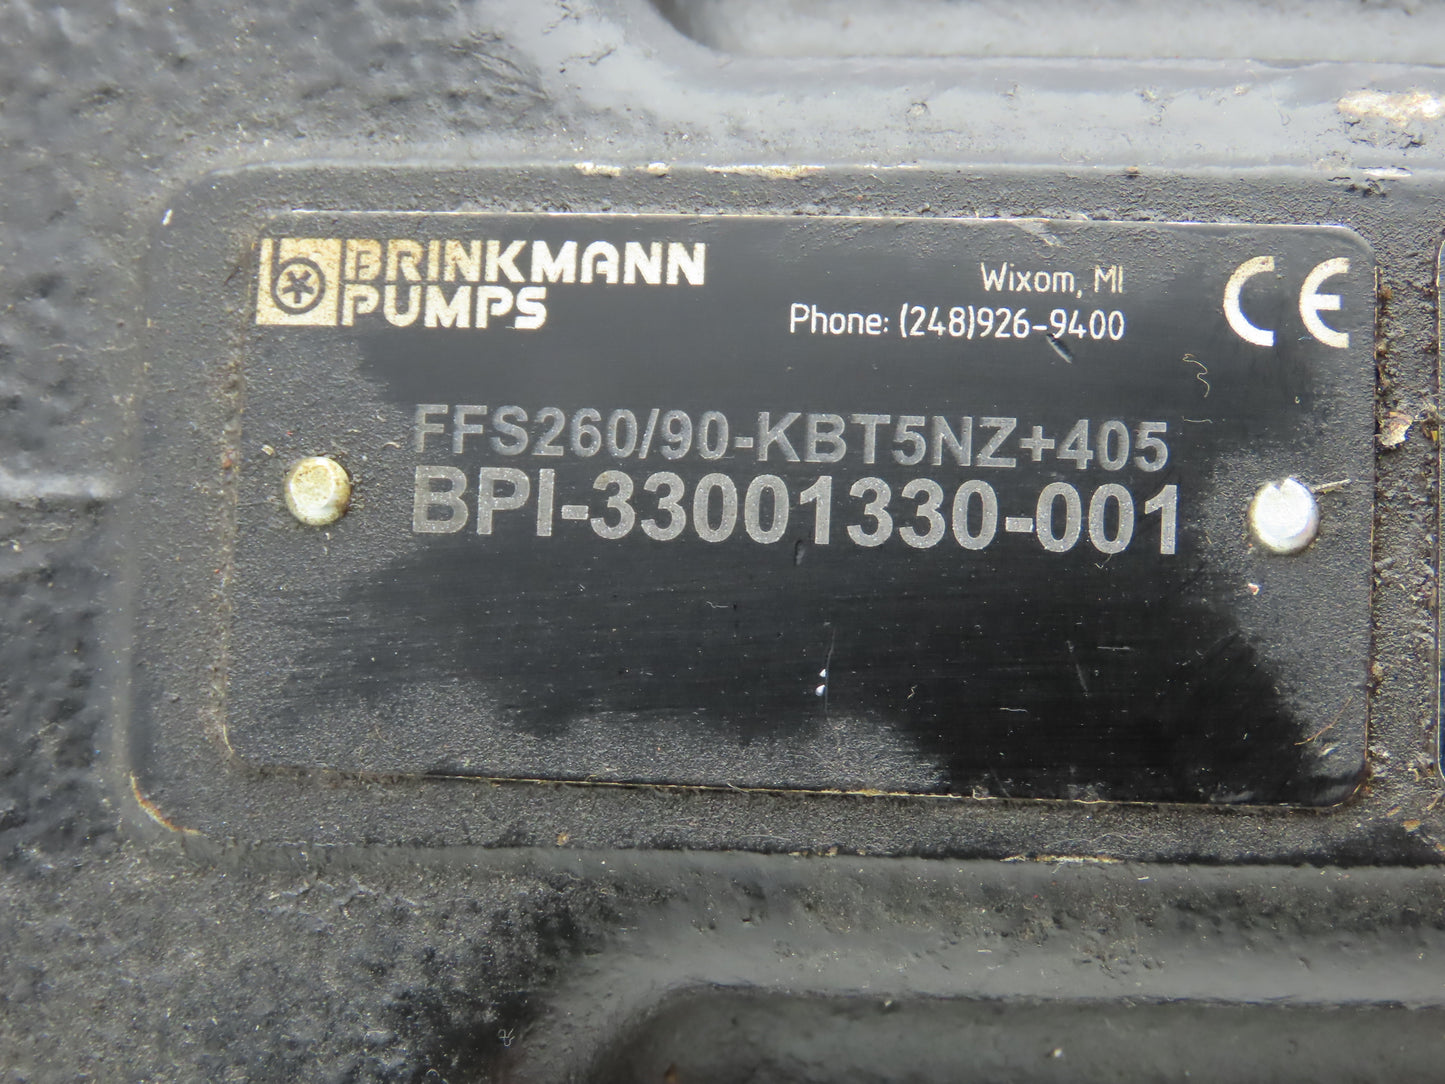 BRINKMANN
PUMPS
Wixom, MI
Phone: (248)926-9400
CE
FFS260/90-KBT5NZ+405
BPI-33001330-001